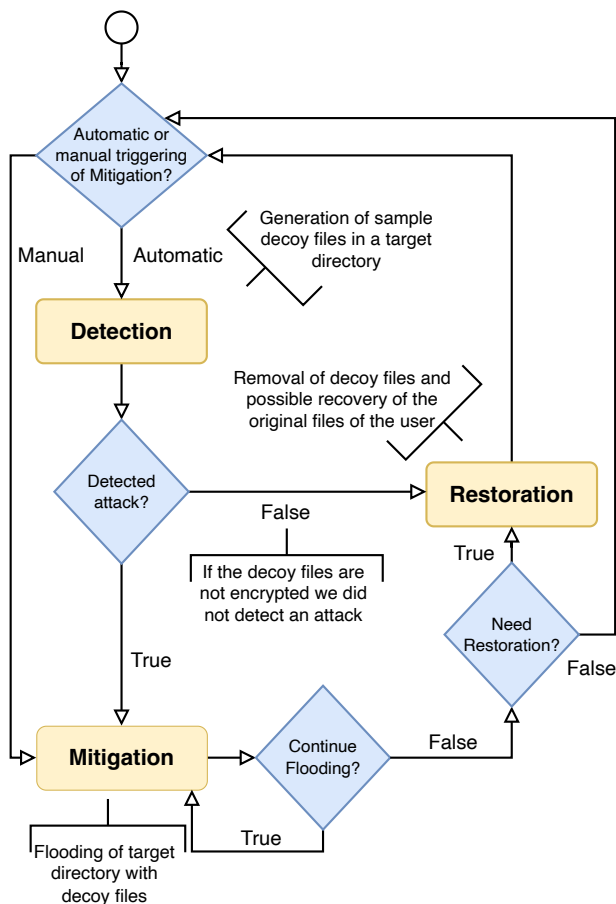 Automatic or
manual triggering
of Mitigation?
Manual
Automatic
Generation of sample
decoy files in a target
directory
Detection
Removal of decoy files and
possible recovery of the
original files of the user
Detected
attack?
False
Restoration
If the decoy files are
not encrypted we did
not detect an attack
True
Need
Restoration?
False
True
Mitigation
Continue
Flooding?
False
True
Flooding of target
directory with
decoy files